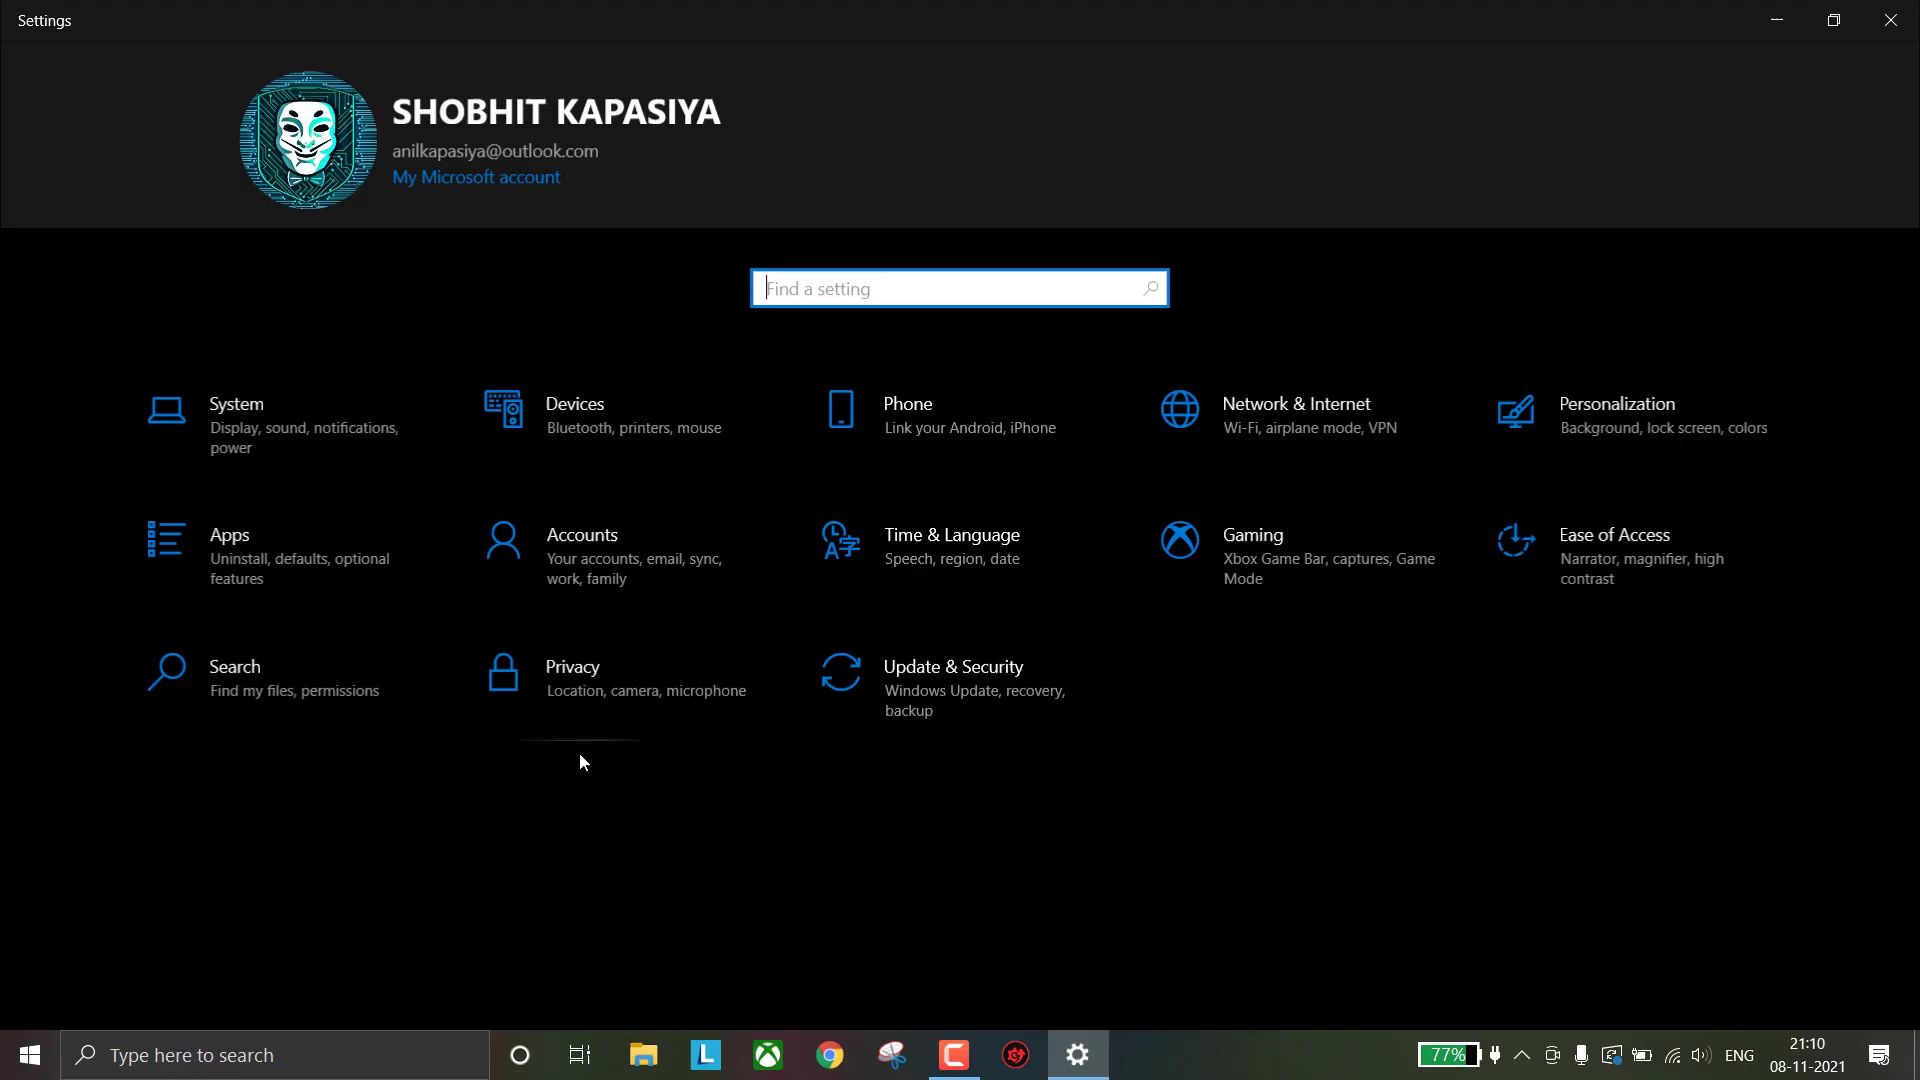 Settings
SHOBHIT KAPASIYA
anilkapasiya@outlook.com
My Microsoft account
Find a setting
System
Display, sound, notifications,
power
Devices
Bluetooth, printers, mouse
Phone
Link your Android, iPhone
Network & Internet
Wi-Fi, airplane mode, VPN
Personalization
Background, lock screen, colors
Apps
Uninstall, defaults, optional
features
Accounts
Your accounts, email, sync,
work, family
Time & Language
Speech, region, date
Gaming
Xbox Game Bar, captures, Game
Mode
Ease of Access
Narrator, magnifier, high
contrast
Search
Find my files, permissions
Privacy
Location, camera, microphone
Update & Security
Windows Update, recovery,
backup
Type here to search
L
77%
ENG
21:10
08-11-2021